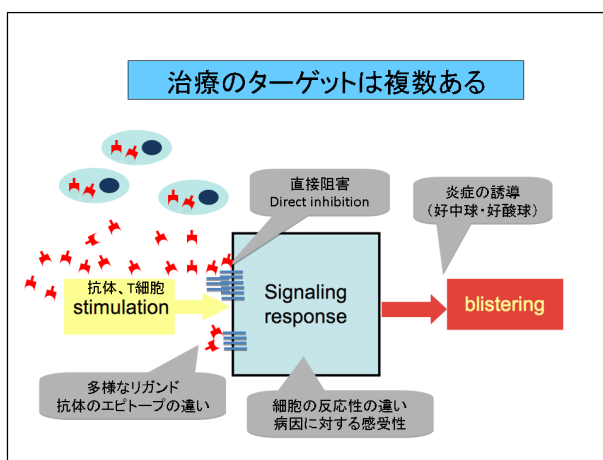 治療のターゲットは複数ある
直接阻害
Direct inhibition
炎症の誘導
(好中球・好酸球)
抗体、T細胞
stimulation
Signaling
response
blistering
多様なリガンド
抗体のエピトープの違い
細胞の反応性の違い
病因に対する感受性